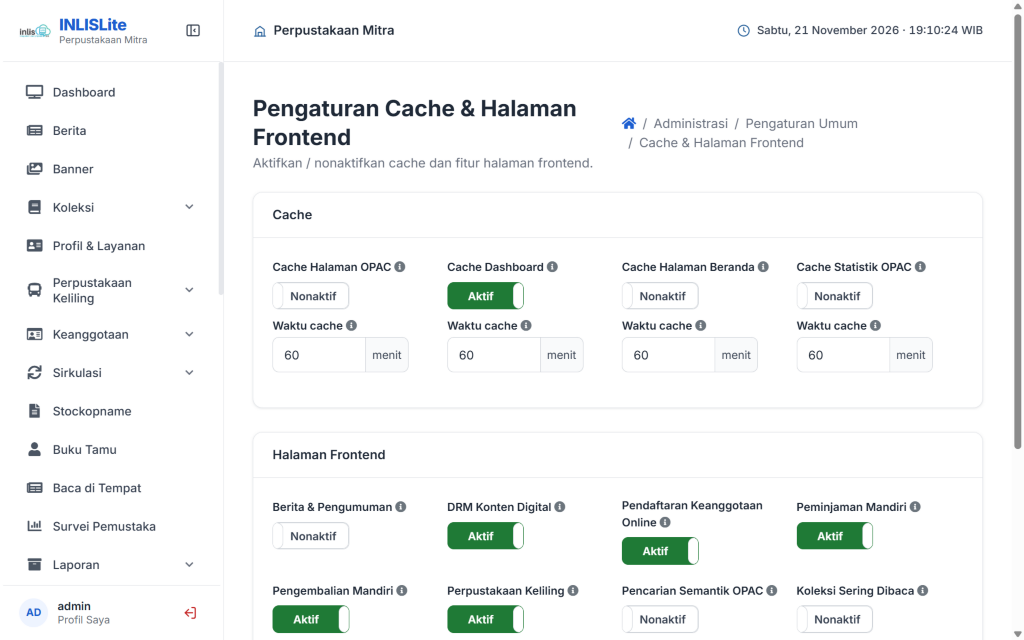 inlis
INLISLite
Perpustakaan Mitra
Perpustakaan Mitra
Sabtu, 21 November 2026 · 19:10:24 WIB
Dashboard
Berita
Banner
Koleksi
Profil & Layanan
Perpustakaan
Keliling
Keanggotaan
Sirkulasi
Stockopname
Buku Tamu
Baca di Tempat
Survei Pemustaka
Laporan
AD
admin
Profil Saya
Pengaturan Cache & Halaman
Frontend
Aktifkan / nonaktifkan cache dan fitur halaman frontend.
/ Administrasi / Pengaturan Umum
/ Cache & Halaman Frontend
Cache
Cache Halaman OPAC
Cache Dashboard
Cache Halaman Beranda
Cache Statistik OPAC
Nonaktif
Aktif
Nonaktif
Nonaktif
Waktu cache
Waktu cache
Waktu cache
Waktu cache
60 menit
60 menit
60 menit
60 menit
Halaman Frontend
Berita & Pengumuman
DRM Konten Digital
Pendaftaran Keanggotaan
Online
Peminjaman Mandiri
Nonaktif
Aktif
Aktif
Aktif
Pengembalian Mandiri
Perpustakaan Keliling
Pencarian Semantik OPAC
Koleksi Sering Dibaca
Aktif
Aktif
Nonaktif
Nonaktif